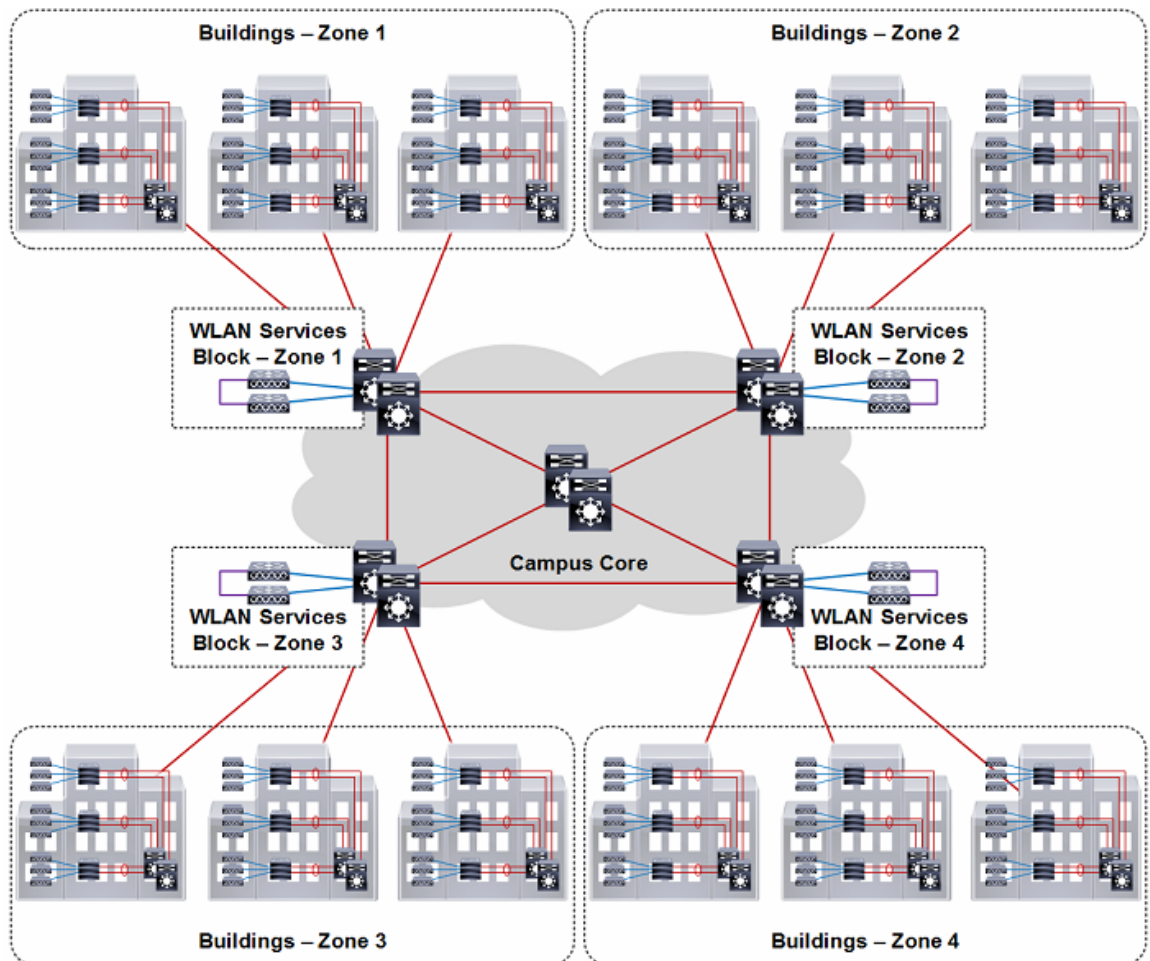 Buildings – Zone 1
Buildings – Zone 2
WLAN Services
Block – Zone 1
WLAN Services
Block – Zone 2
Campus Core
WLAN Services
Block – Zone 3
WLAN Services
Block – Zone 4
Buildings – Zone 3
Buildings – Zone 4